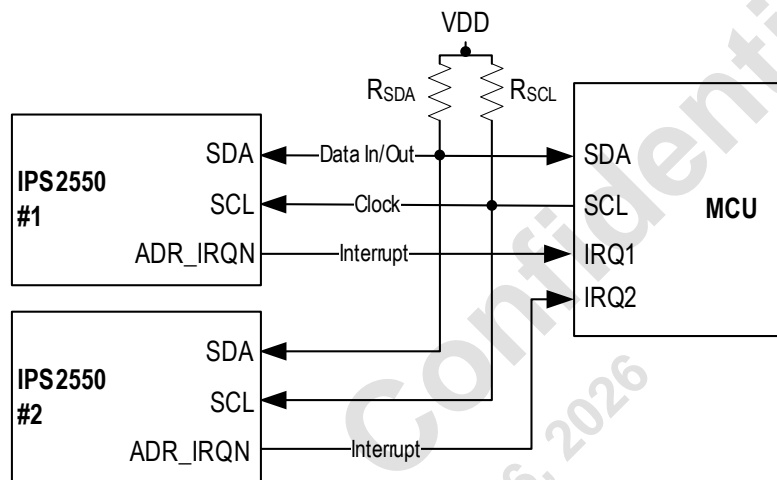 VDD
RSDA
RSCL
IPS2550
#1
SDA
SCL
ADR_IRQN
Data In/Out
Clock
Interrupt
SDA
SCL
IRQ1
IRQ2
MCU
IPS2550
#2
SDA
SCL
ADR_IRQN
Interrupt
Confidenti
6, 2026